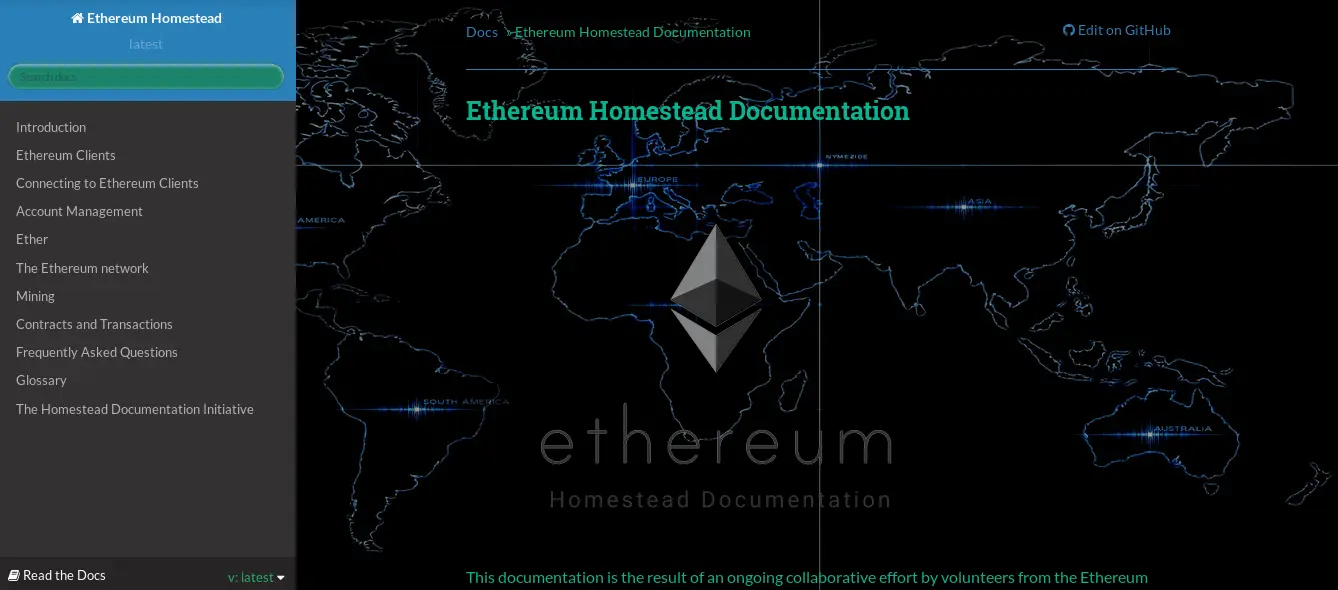 Ethereum Homestead
latest
Search docs
Introduction
Ethereum Clients
Connecting to Ethereum Clients
Account Management
Ether
The Ethereum network
Mining
Contracts and Transactions
Frequently Asked Questions
Glossary
The Homestead Documentation Initiative
Read the Docs
v: latest
Docs » Ethereum Homestead Documentation
Edit on GitHub
Ethereum Homestead Documentation
NYMEZIDE
EUROPE
ASIA
AMERICA
SOUTH AMERICA
AUSTRALIA
ethereum
Homestead Documentation
This documentation is the result of an ongoing collaborative effort by volunteers from the Ethereum